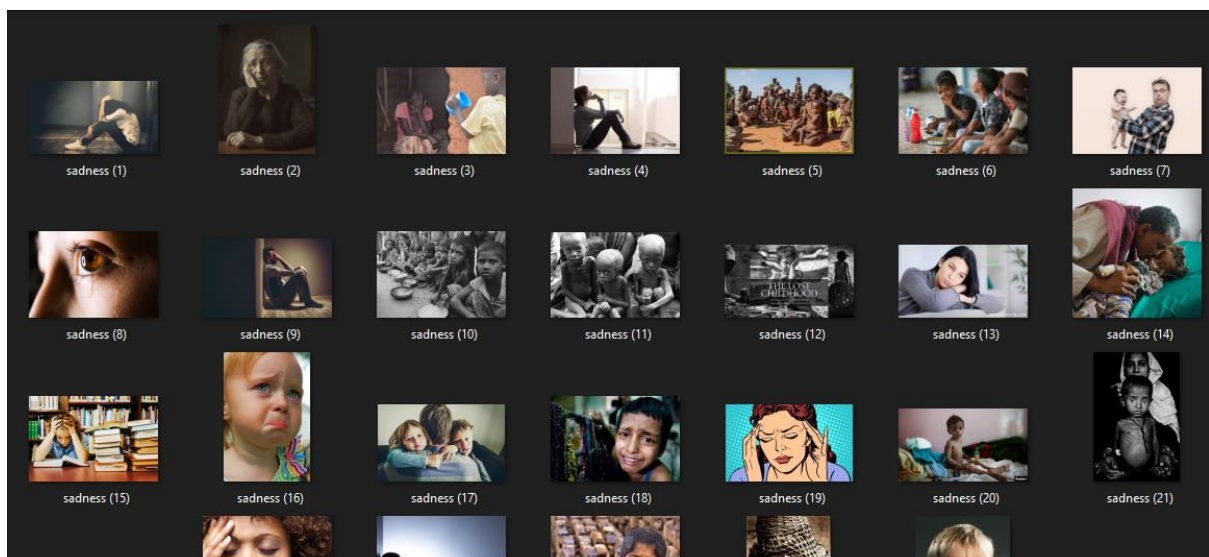 sadness (1) sadness (2) sadness (3) sadness (4) sadness (5) sadness (6) sadness (7)
THE LOST
CHILDHOOD
sadness (8) sadness (9) sadness (10) sadness (11) sadness (12) sadness (13) sadness (14)
sadness (15) sadness (16) sadness (17) sadness (18) sadness (19) sadness (20) sadness (21)